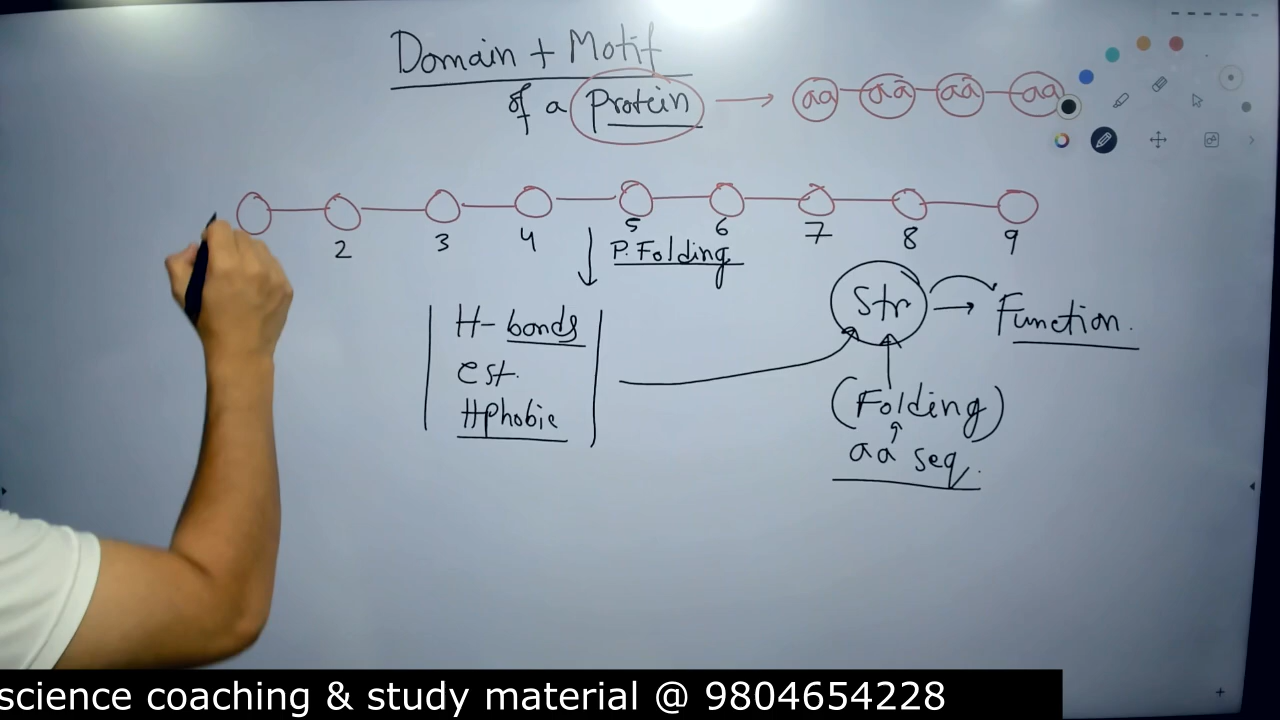 Domain + Motif
of a Protein → aa aa aa aa
2 3 4 5 6 7 8 9
P. Folding
H-bonds
est.
Hphobic
Str → Function.
(Folding)
aa seq.
science coaching & study material @ 9804654228